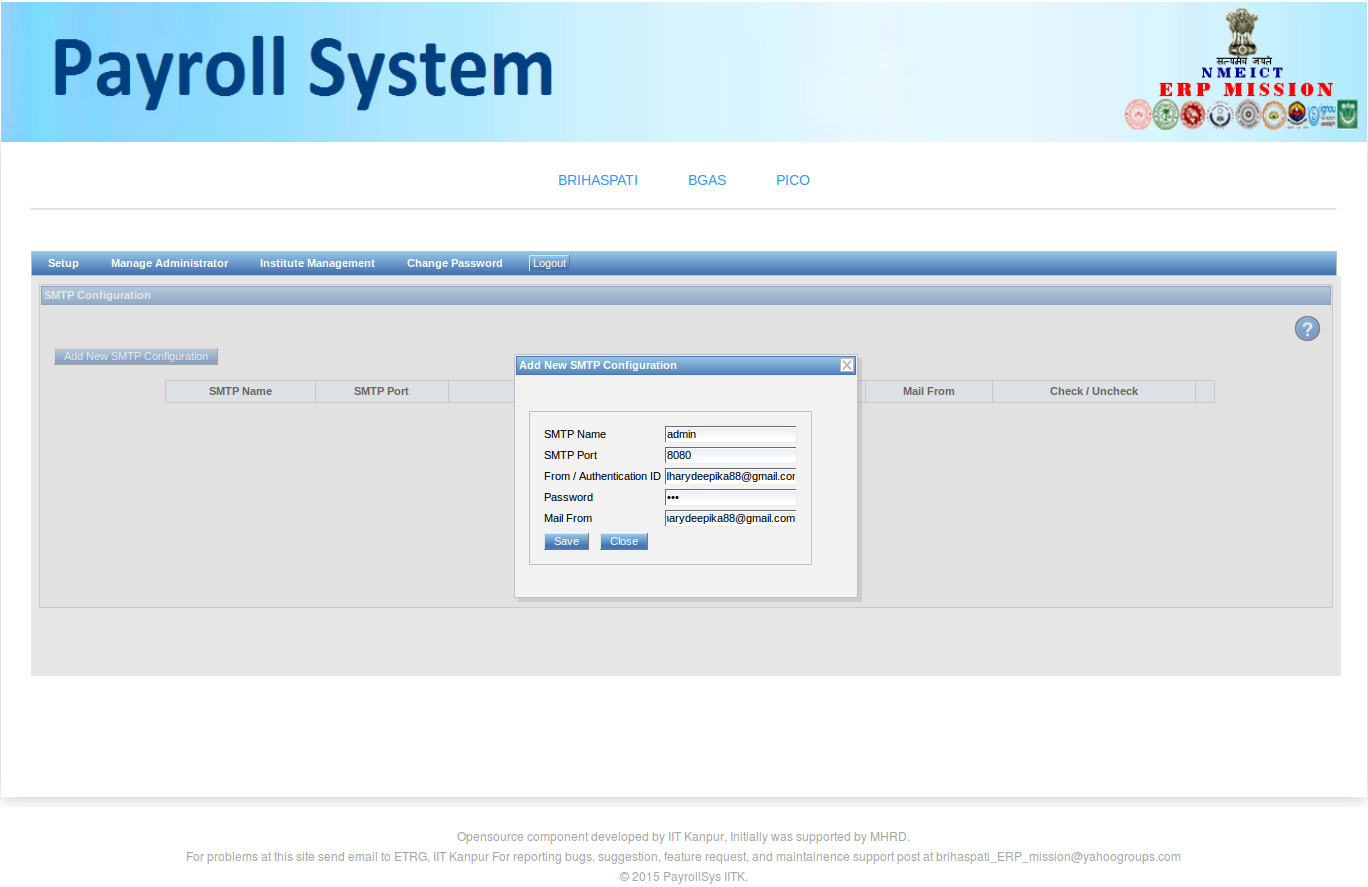 Payroll System
सत्यमेव जयते
NMEICT
ERP MISSION
BRIHASPATI BGAS PICO
Setup Manage Administrator Institute Management Change Password Logout
SMTP Configuration
?
Add New SMTP Configuration
SMTP Name SMTP Port Mail From Check / Uncheck
Add New SMTP Configuration
SMTP Name admin
SMTP Port 8080
From / Authentication ID harydeepika88@gmail.com
Password •••
Mail From harydeepika88@gmail.com
Save Close
Opensource component developed by IIT Kanpur, Initially was supported by MHRD.
For problems at this site send email to ETRG, IIT Kanpur For reporting bugs, suggestion, feature request, and maintainence support post at brihaspati_ERP_mission@yahoogroups.com
© 2015 PayrollSys IITK.